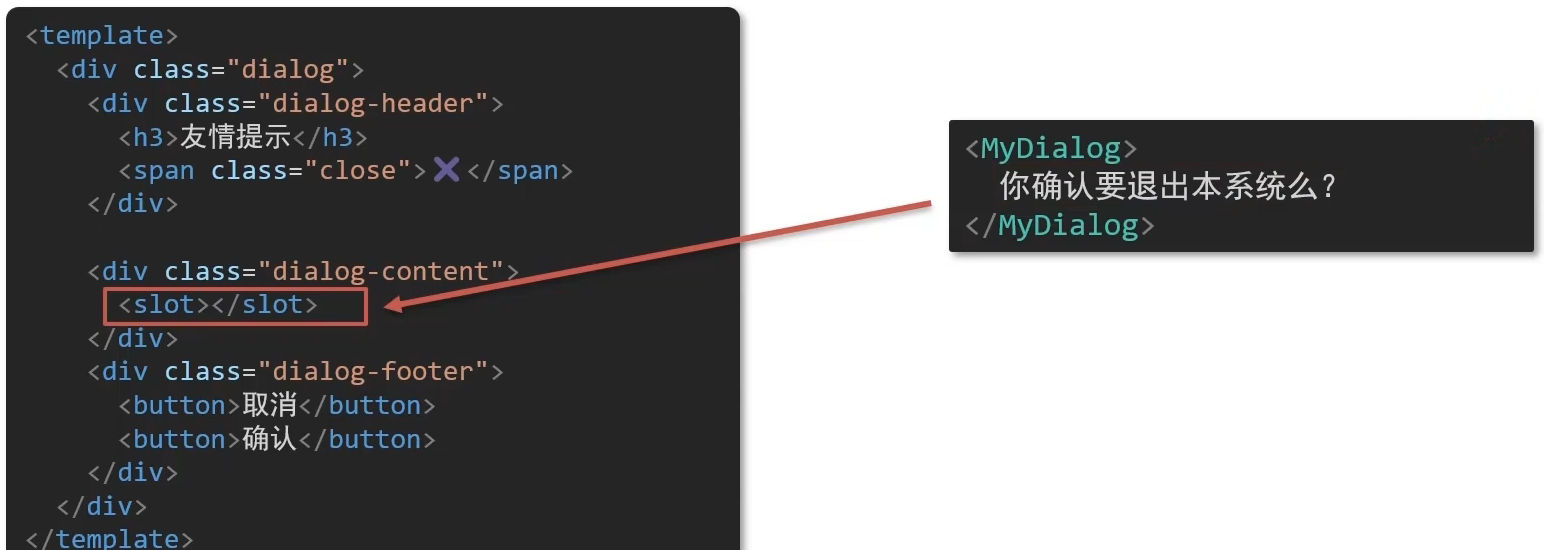 <template>
<div class="dialog">
<div class="dialog-header">
<h3>友情提示</h3>
<span class="close">✖️</span>
</div>
<div class="dialog-content">
<slot></slot>
</div>
<div class="dialog-footer">
<button>取消</button>
<button>确认</button>
</div>
</div>
</template>
<MyDialog>
你确认要退出本系统么？
</MyDialog>